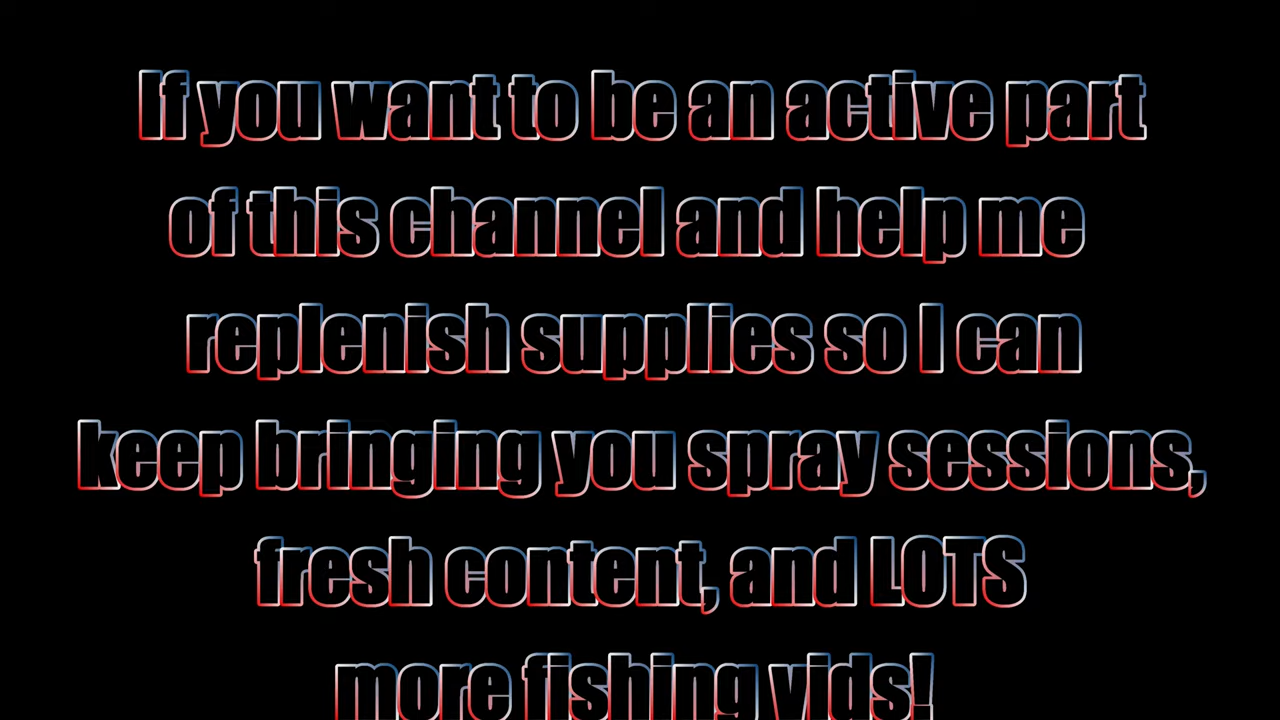 If you want to be an active part
of this channel and help me
replenish supplies so I can
keep bringing you spray sessions,
fresh content, and LOTS
more fishing vids!